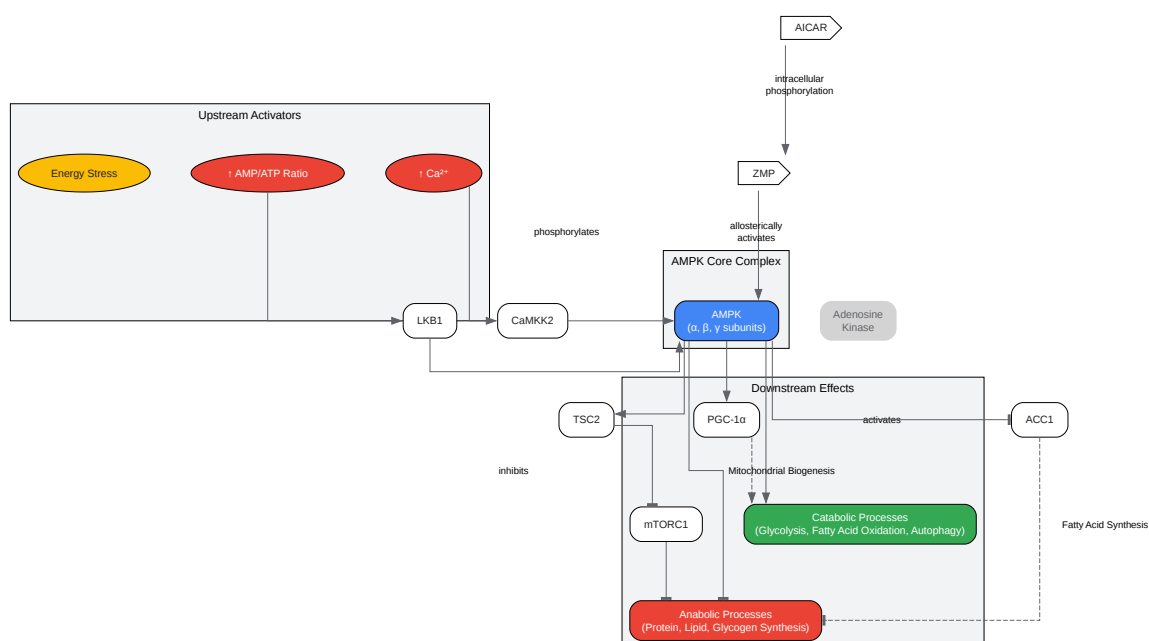 AICAR
intracellular
phosphorylation
Upstream Activators
Energy Stress
↑ AMP/ATP Ratio
↑ Ca²⁺
ZMP
phosphorylates
allosterically
activates
AMPK Core Complex
LKB1
CaMKK2
AMPK
(α, β, γ subunits)
Adenosine
Kinase
Downstream Effects
TSC2
PGC-1α
activates
ACC1
inhibits
Mitochondrial Biogenesis
mTORC1
Catabolic Processes
(Glycolysis, Fatty Acid Oxidation, Autophagy)
Fatty Acid Synthesis
Anabolic Processes
(Protein, Lipid, Glycogen Synthesis)